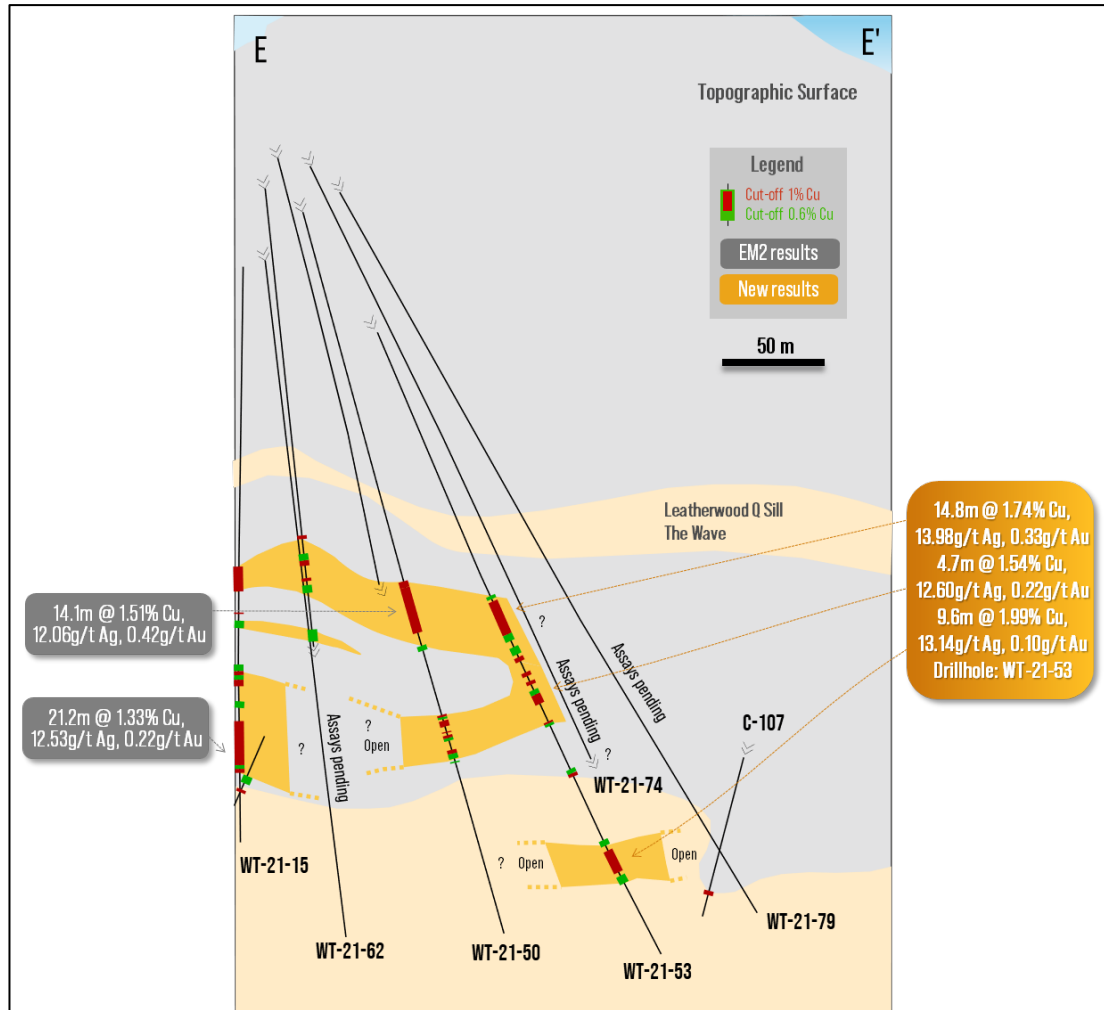 E
E'
Topographic Surface
Legend
Cut-off 1% Cu
Cut-off 0.6% Cu
EM2 results
New results
50 m
Leatherwood Q Sill
The Wave
14.8m @ 1.74% Cu,
13.98g/t Ag, 0.33g/t Au
4.7m @ 1.54% Cu,
12.60g/t Ag, 0.22g/t Au
9.6m @ 1.99% Cu,
13.14g/t Ag, 0.10g/t Au
Drillhole: WT-21-53
14.1m @ 1.51% Cu,
12.06g/t Ag, 0.42g/t Au
21.2m @ 1.33% Cu,
12.53g/t Ag, 0.22g/t Au
?
Assays pending
Assays pending
Assays pending
?
?
Open
?
C-107
WT-21-74
? Open
Open
WT-21-15
WT-21-62
WT-21-50
WT-21-53
WT-21-79